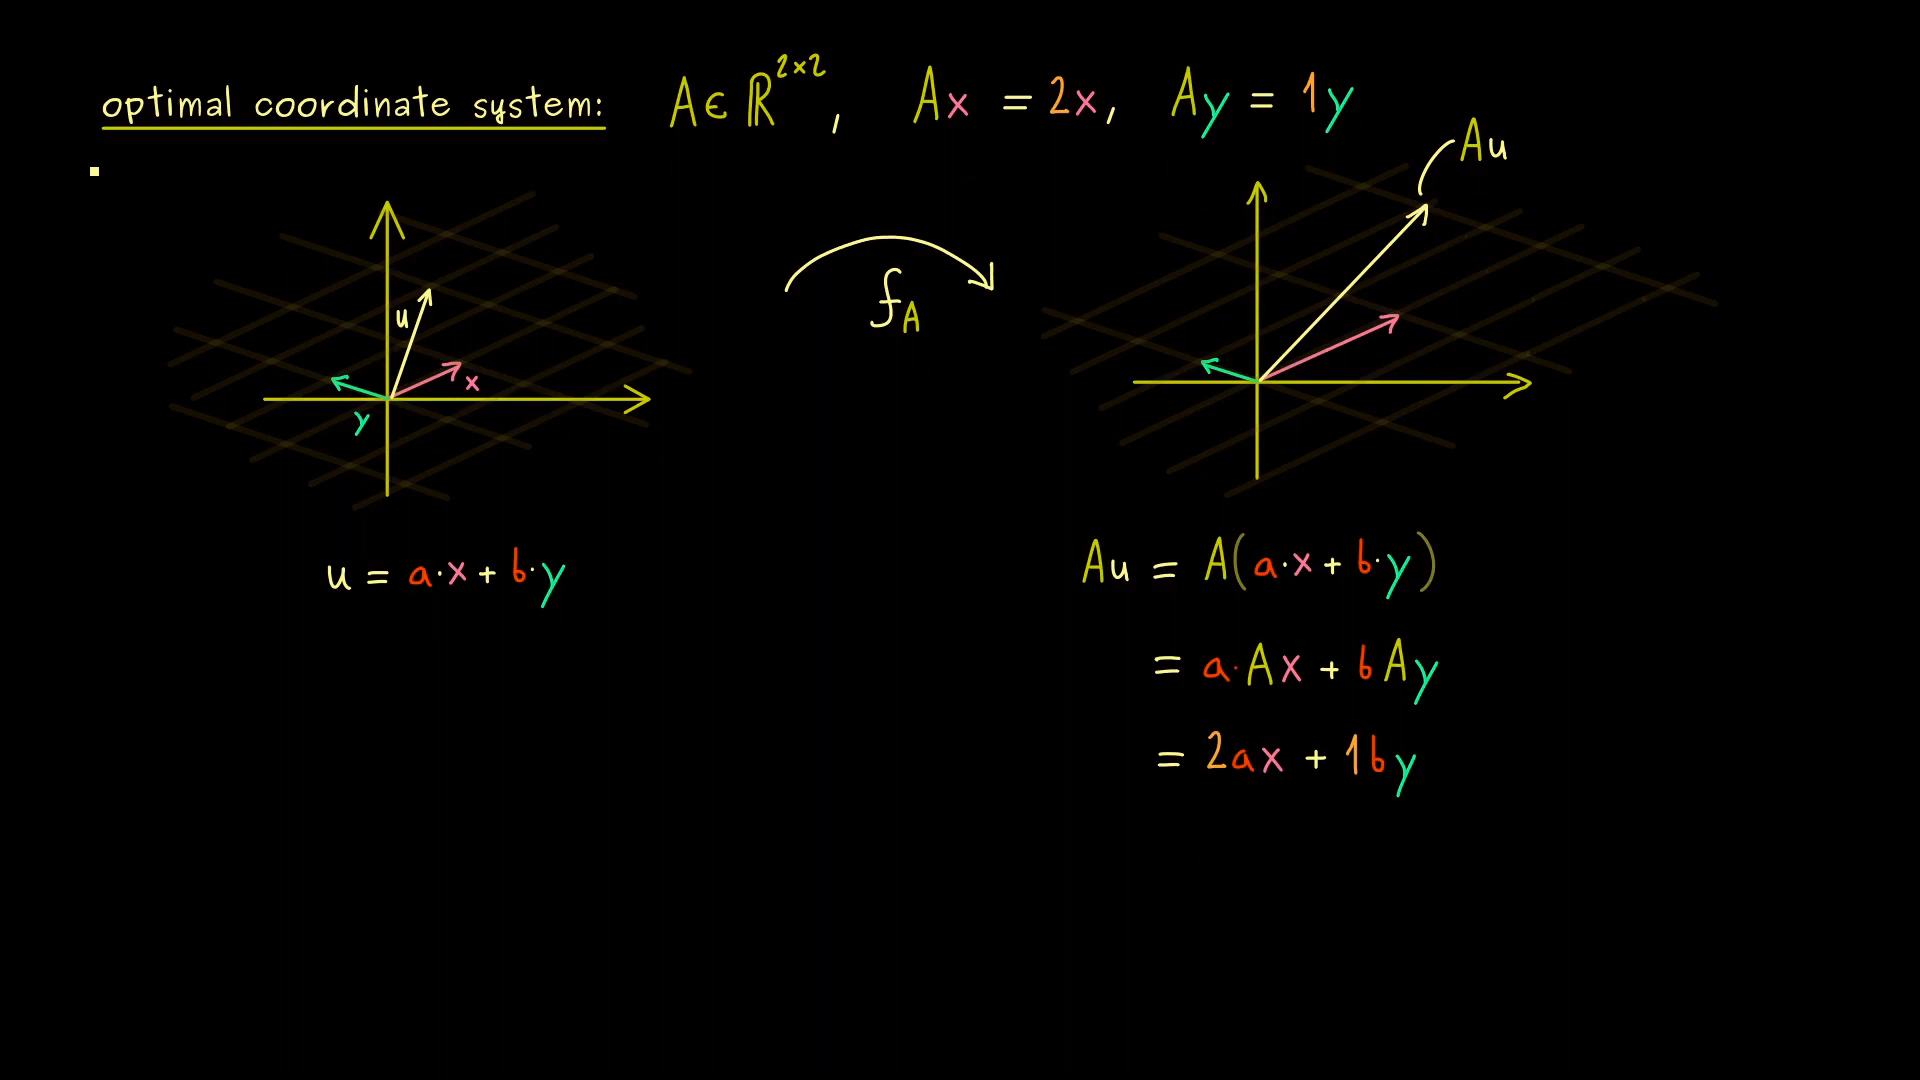 optimal coordinate system: A ∈ ℝ^{2×2}, Ax = 2x, Ay = 1y
Au
u
x
y
f_A
u = a·x + b·y
Au = A(a·x + b·y)
= a·Ax + bAy
= 2ax + 1by